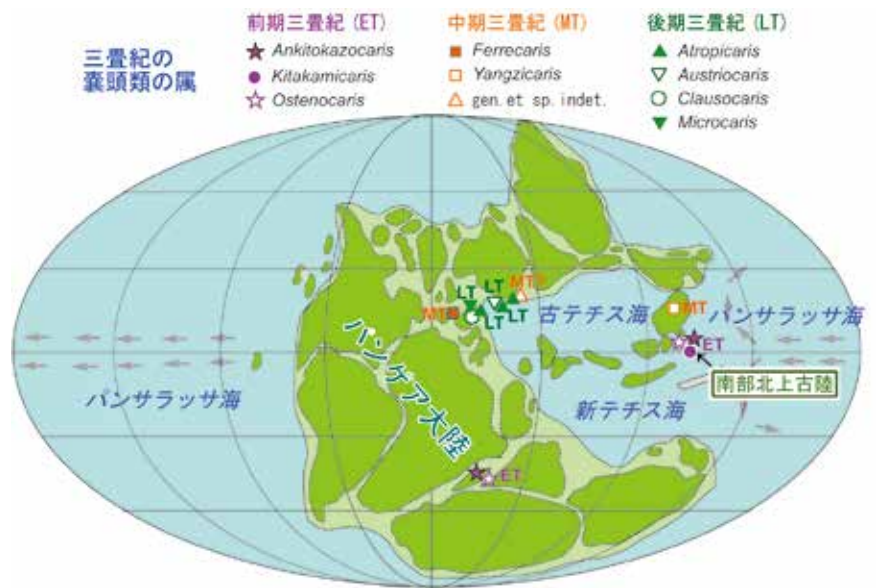 三畳紀の
嚢頭類の属
前期三畳紀 (ET)
★ Ankitokazocaris
● Kitakamicaris
☆ Ostenocaris
中期三畳紀 (MT)
■ Ferrecaris
□ Yangzicaris
△ gen. et sp. indet.
後期三畳紀 (LT)
▲ Atropicaris
▽ Austriocaris
○ Clausocaris
▼ Microcaris
LT
LT
MT
MT
LT
LT
古テチス海
MT
パンサラッサ海
ET
南部北上古陸
パンゲア大陸
パンサラッサ海
新テチス海
ET